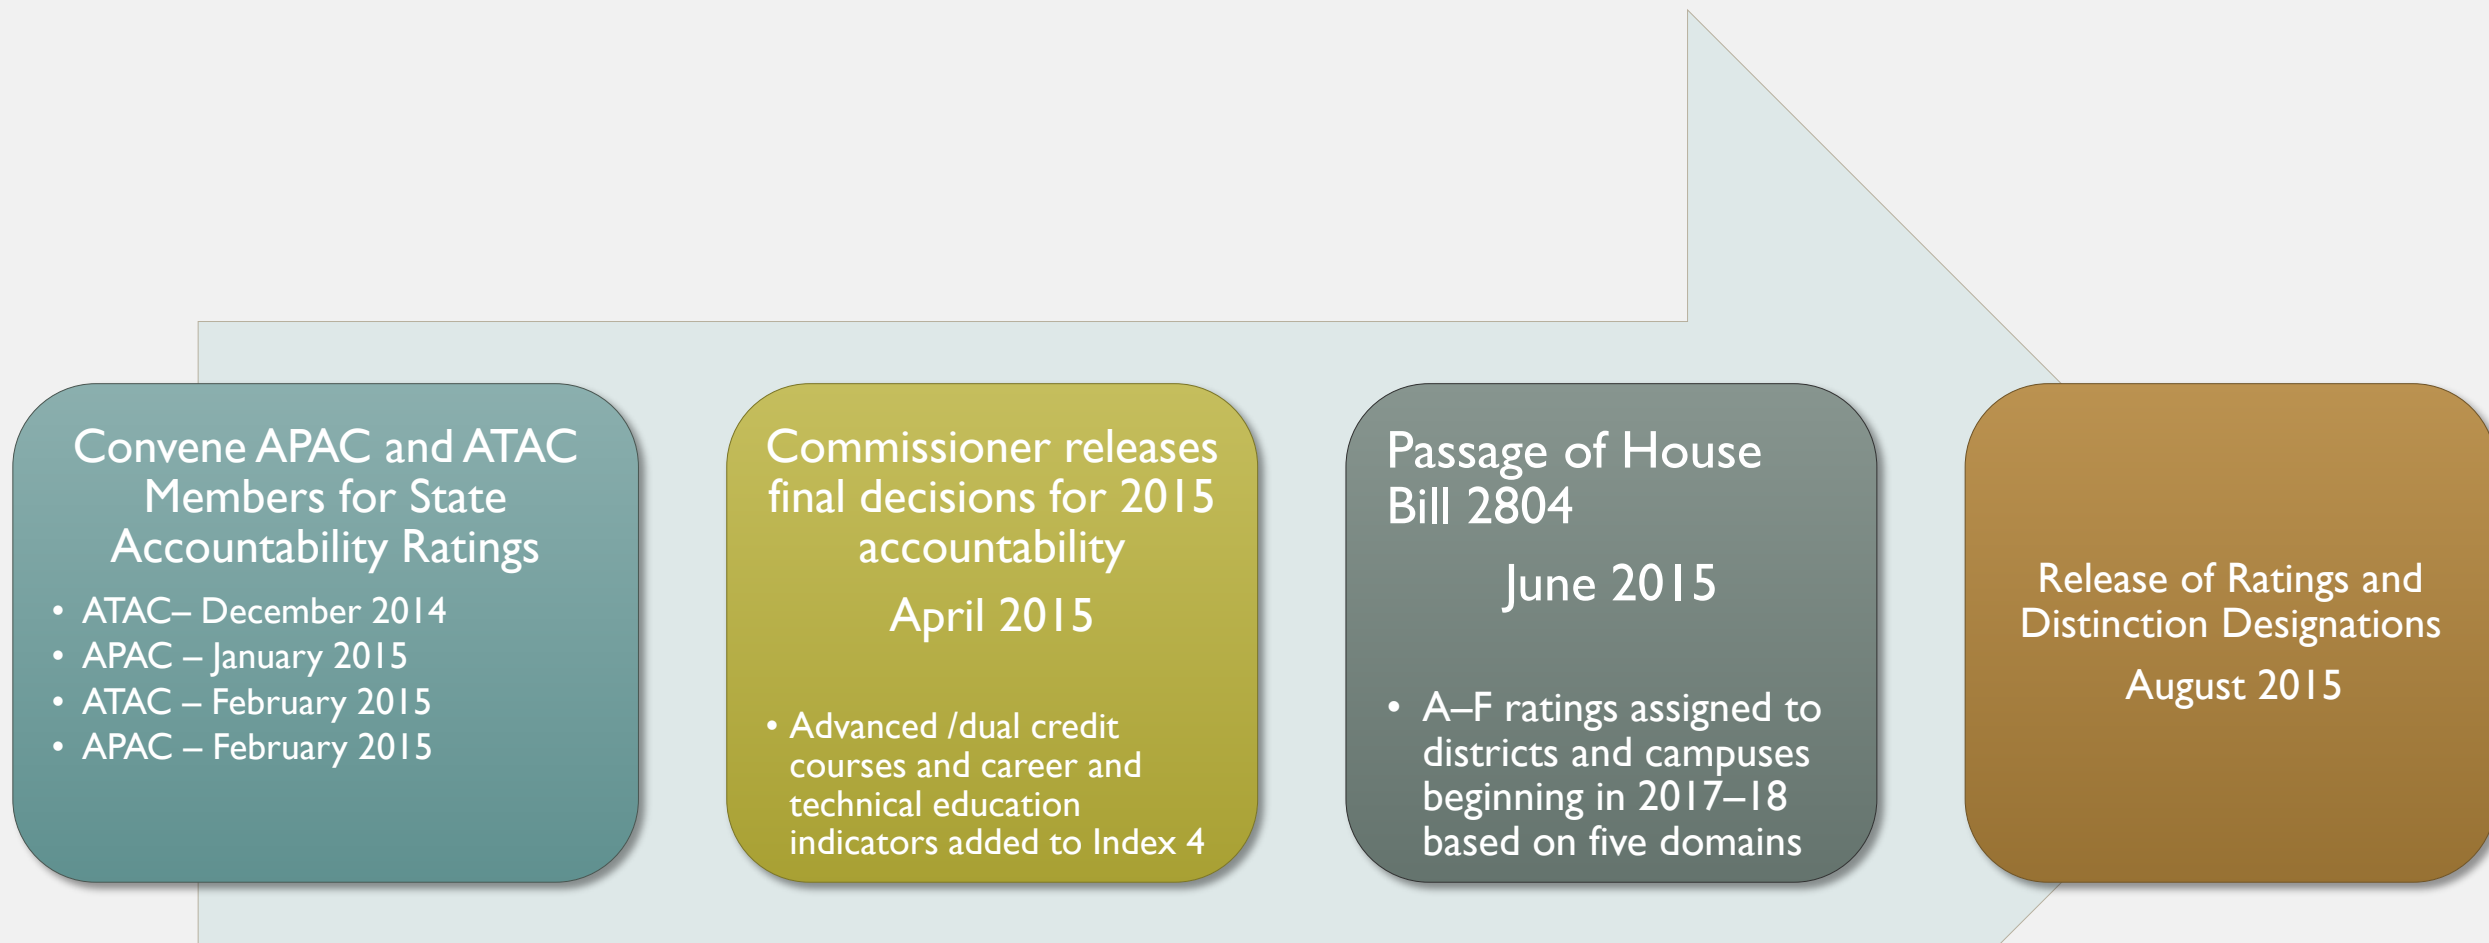 Convene APAC and ATAC
Members for State
Accountability Ratings
• ATAC– December 2014
• APAC – January 2015
• ATAC – February 2015
• APAC – February 2015
Commissioner releases
final decisions for 2015
accountability
April 2015
• Advanced /dual credit
courses and career and
technical education
indicators added to Index 4
Passage of House
Bill 2804
June 2015
• A–F ratings assigned to
districts and campuses
beginning in 2017–18
based on five domains
Release of Ratings and
Distinction Designations
August 2015